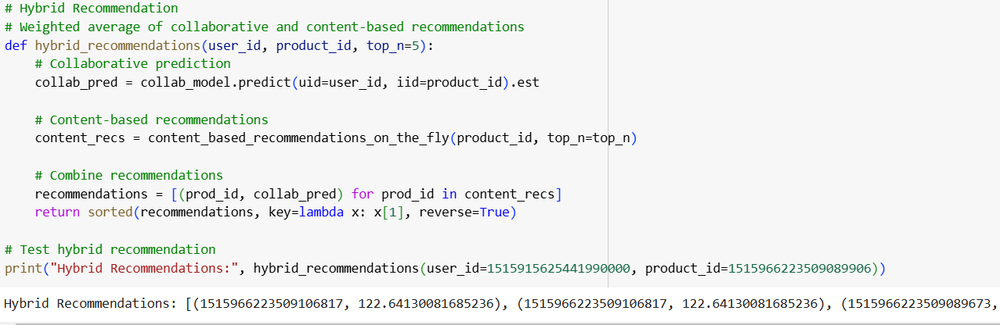 # Hybrid Recommendation
# Weighted average of collaborative and content-based recommendations
def hybrid_recommendations(user_id, product_id, top_n=5):
    # Collaborative prediction
    collab_pred = collab_model.predict(uid=user_id, iid=product_id).est
    # Content-based recommendations
    content_recs = content_based_recommendations_on_the_fly(product_id, top_n=top_n)
    # Combine recommendations
    recommendations = [(prod_id, collab_pred) for prod_id in content_recs]
    return sorted(recommendations, key=lambda x: x[1], reverse=True)
# Test hybrid recommendation
print("Hybrid Recommendations:", hybrid_recommendations(user_id=1515915625441990000, product_id=1515966223509089906))
Hybrid Recommendations: [(1515966223509106817, 122.64130081685236), (1515966223509106817, 122.64130081685236), (1515966223509089673,